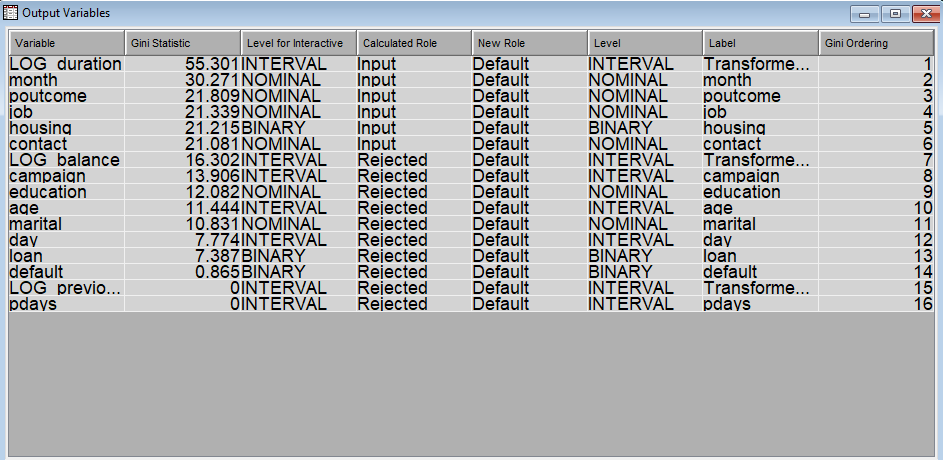 Output Variables
Variable Gini Statistic Level for Interactive Calculated Role New Role Level Label Gini Ordering
LOG_duration 55.301 INTERVAL Input Default INTERVAL Transforme... 1
month 30.271 NOMINAL Input Default NOMINAL month 2
poutcome 21.809 NOMINAL Input Default NOMINAL poutcome 3
job 21.339 NOMINAL Input Default NOMINAL job 4
housing 21.215 BINARY Input Default BINARY housing 5
contact 21.081 NOMINAL Input Default NOMINAL contact 6
LOG_balance 16.302 INTERVAL Rejected Default INTERVAL Transforme... 7
campaign 13.906 INTERVAL Rejected Default INTERVAL campaign 8
education 12.082 NOMINAL Rejected Default NOMINAL education 9
age 11.444 INTERVAL Rejected Default INTERVAL age 10
marital 10.831 NOMINAL Rejected Default NOMINAL marital 11
day 7.774 INTERVAL Rejected Default INTERVAL day 12
loan 7.387 BINARY Rejected Default BINARY loan 13
default 0.865 BINARY Rejected Default BINARY default 14
LOG_previo... 0 INTERVAL Rejected Default INTERVAL Transforme... 15
pdays 0 INTERVAL Rejected Default INTERVAL pdays 16